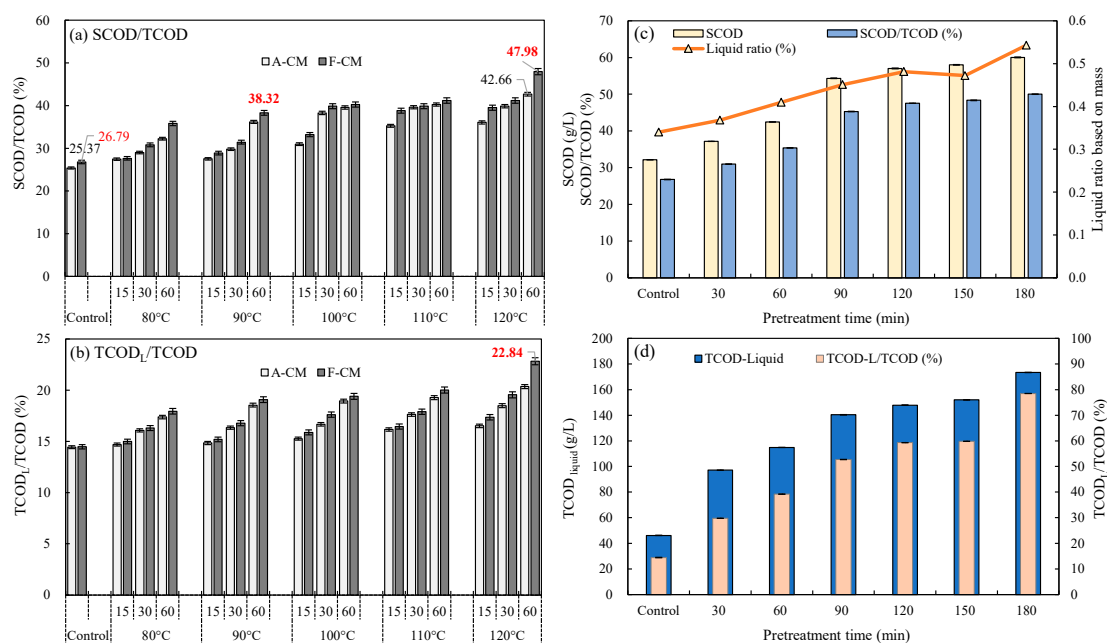 (a) SCOD/TCOD
A-CM F-CM
SCOD/TCOD (%)
60
50
40
30
20
10
0
25.37
26.79
38.32
42.66
47.98
15 30 60 15 30 60 15 30 60 15 30 60 15 30 60
Control 80°C 90°C 100°C 110°C 120°C
(b) TCODL/TCOD
A-CM F-CM
TCODL/TCOD (%)
25
20
15
10
5
0
22.84
15 30 60 15 30 60 15 30 60 15 30 60 15 30 60
Control 80°C 90°C 100°C 110°C 120°C
(c)
SCOD SCOD/TCOD (%)
Liquid ratio (%)
SCOD (g/L)
SCOD/TCOD (%)
70
60
50
40
30
20
10
0
Liquid ratio based on mass
0.6
0.5
0.4
0.3
0.2
0.1
0.0
Control 30 60 90 120 150 180
Pretreatment time (min)
(d)
TCOD-Liquid TCOD-L/TCOD (%)
TCODliquid (g/L)
200
180
160
140
120
100
80
60
40
20
0
TCODL/TCOD (%)
100
90
80
70
60
50
40
30
20
10
0
Control 30 60 90 120 150 180
Pretreatment time (min)